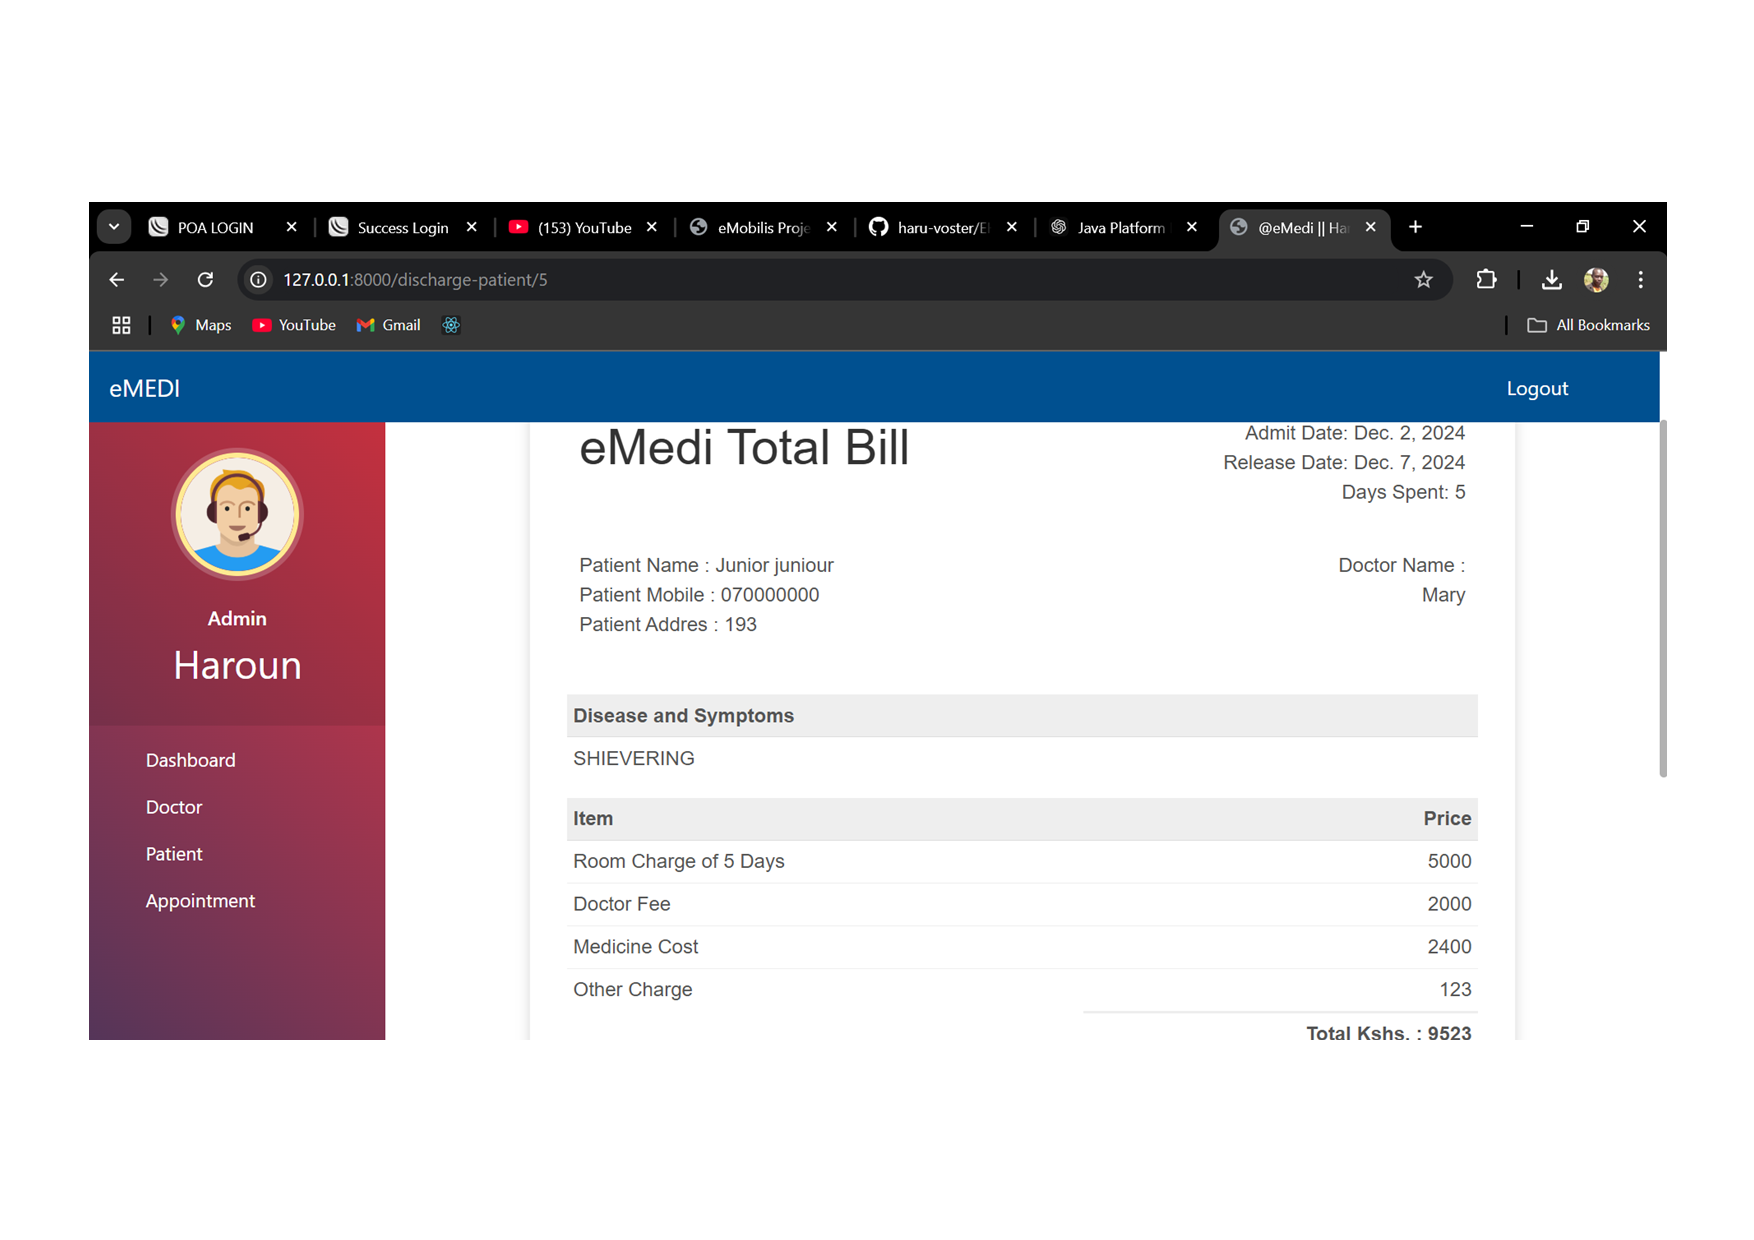 POA LOGIN
Success Login
(153) YouTube
eMobilis Proje
haru-voster/E
Java Platform
@eMedi || Ha
127.0.0.1:8000/discharge-patient/5
Maps
YouTube
Gmail
All Bookmarks
eMEDI
Logout
Admin
Haroun
Dashboard
Doctor
Patient
Appointment
eMedi Total Bill
Admit Date: Dec. 2, 2024
Release Date: Dec. 7, 2024
Days Spent: 5
Patient Name : Junior juniour
Patient Mobile : 070000000
Patient Addres : 193
Doctor Name :
Mary
Disease and Symptoms
SHIEVERING
Item Price
Room Charge of 5 Days 5000
Doctor Fee 2000
Medicine Cost 2400
Other Charge 123
Total Kshs. : 9523